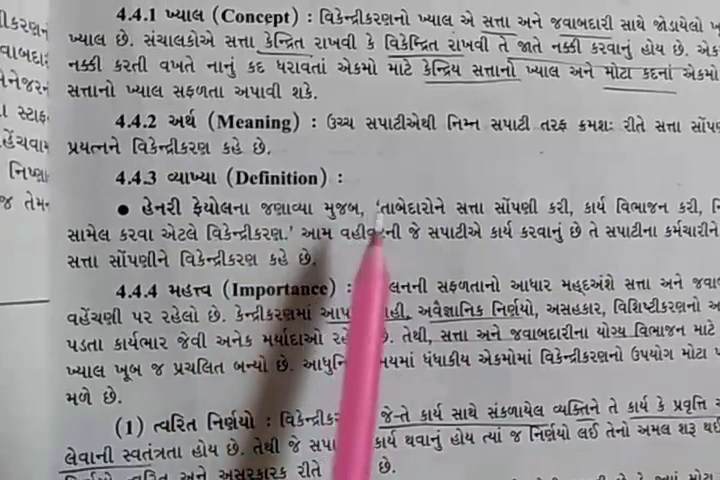 4.4.1 ખ્યાલ (Concept) : વિકેન્દ્રીકરણનો ખ્યાલ એ સત્તા અને જવાબદારી સાથે જોડાયેલો
ખ્યાલ છે. સંચાલકોએ સત્તા કેન્દ્રિત રાખવી કે વિકેન્દ્રિત રાખવી તે જાતે નક્કી કરવાનું હોય છે.
નક્કી કરતી વખતે નાનું કદ ધરાવતાં એકમો માટે કેન્દ્રિય સત્તાનો ખ્યાલ અને મોટા કદનાં એકમો
સત્તાનો ખ્યાલ સફળતા અપાવી શકે.
4.4.2 અર્થ (Meaning) : ઉચ્ચ સપાટીએથી નિમ્ન સપાટી તરફ ક્રમશઃ રીતે સત્તા
પ્રયત્નને વિકેન્દ્રીકરણ કહે છે.
4.4.3 વ્યાખ્યા (Definition) :
● હેનરી ફેયોલના જણાવ્યા મુજબ, 'તાબેદારોને સત્તા સોંપણી કરી, કાર્ય વિભાજન કરી,
સામેલ કરવા એટલે વિકેન્દ્રીકરણ.' આમ જે સપાટીએ કાર્ય કરવાનું છે તે સપાટીના કર્મચારીને
સત્તા સોંપણીને વિકેન્દ્રીકરણ કહે છે.
4.4.4 મહત્ત્વ (Importance) : સફળતાનો આધાર મહદ્અંશે સત્તા અને
વહેંચણી પર રહેલો છે. કેન્દ્રીકરણમાં અવૈજ્ઞાનિક નિર્ણયો, અસહકાર, વિશિષ્ટીકરણનો
પડતા કાર્યભાર જેવી અનેક મર્યાદાઓ છે. તેથી, સત્તા અને જવાબદારીના યોગ્ય વિભાજન માટે
ખ્યાલ ખૂબ જ પ્રચલિત બન્યો છે. ધંધાકીય એકમોમાં વિકેન્દ્રીકરણનો ઉપયોગ મોટા
મળે છે.
(1) ત્વરિત નિર્ણયો : જે-તે કાર્ય સાથે સંકળાયેલ વ્યક્તિને તે કાર્ય કે પ્રવૃત્તિ
લેવાની સ્વતંત્રતા હોય છે. તેથી જે કાર્ય થવાનું હોય ત્યાં જ નિર્ણયો લઈ તેનો અમલ શરૂ
ત્વરિત અને અસરકારક રીતે છે.